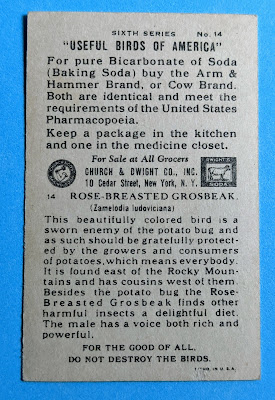 SIXTH SERIES No. 14
"USEFUL BIRDS OF AMERICA"
For pure Bicarbonate of Soda
(Baking Soda) buy the Arm &
Hammer Brand, or Cow Brand.
Both are identical and meet the
requirements of the United States
Pharmacopoeia.
Keep a package in the kitchen
and one in the medicine closet.
For Sale at All Grocers
CHURCH & DWIGHT CO., INC.
10 Cedar Street, New York, N. Y.
DWIGHT'S
SODA
14 ROSE-BREASTED GROSBEAK.
(Zamelodia ludoviciana)
This beautifully colored bird is a
sworn enemy of the potato bug and
as such should be gratefully protect-
ed by the growers and consumers
of potatoes, which means everybody.
It is found east of the Rocky Moun-
tains and has cousins west of them.
Besides the potato bug the Rose-
Breasted Grosbeak finds other
harmful insects a delightful diet.
The male has a voice both rich and
powerful.
FOR THE GOOD OF ALL,
DO NOT DESTROY THE BIRDS.
IN U.S.A.